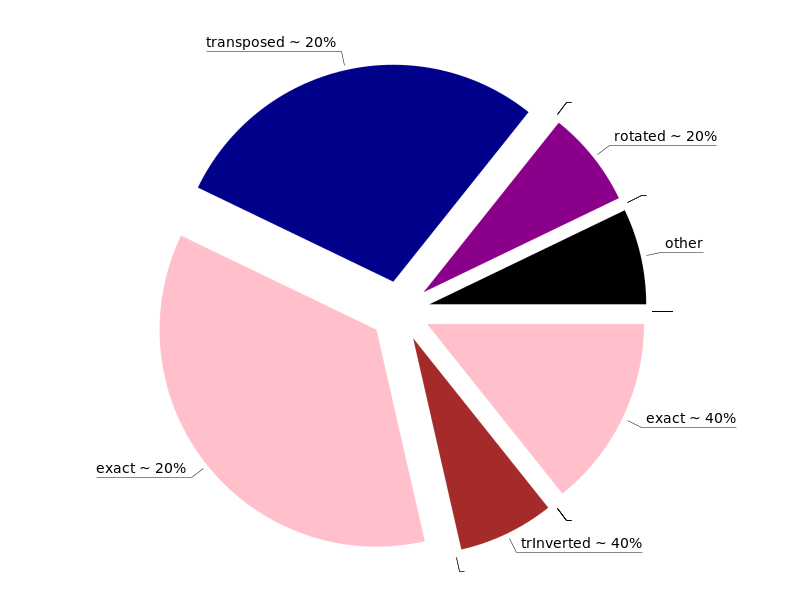 transposed ~ 20%
rotated ~ 20%
other
exact ~ 40%
exact ~ 20%
trInverted ~ 40%